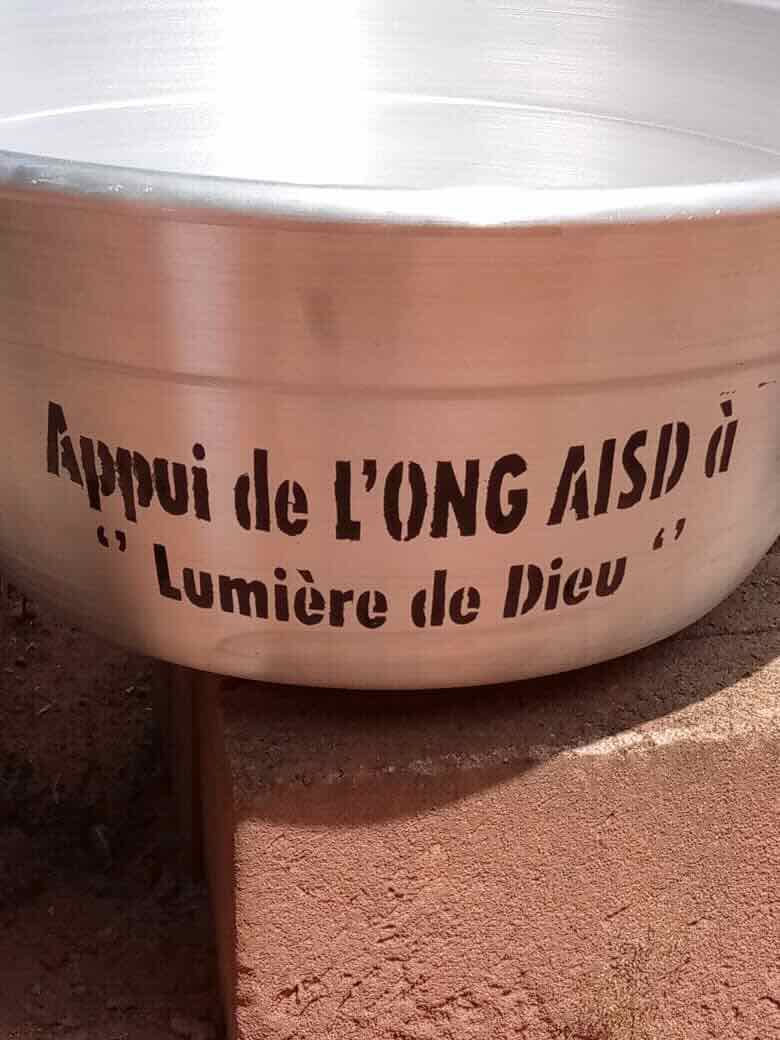 Appui de L'ONG AISD à
‘’ Lumière de Dieu ‘’